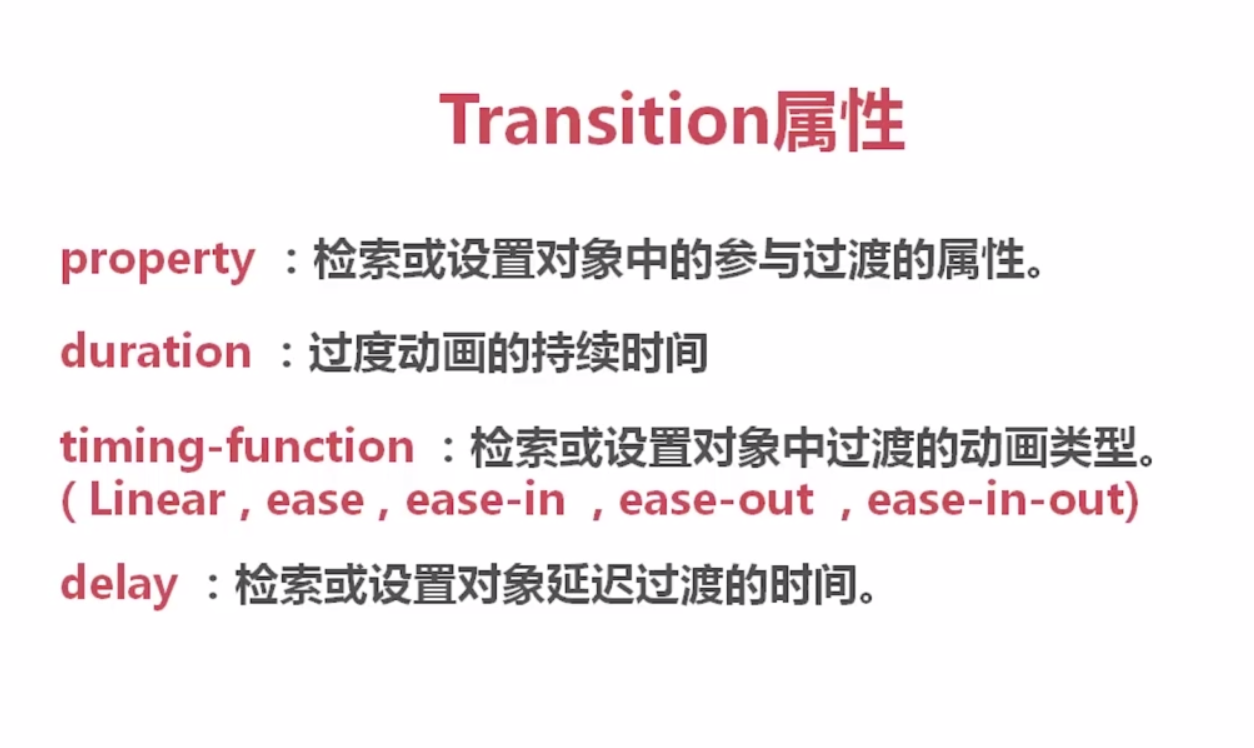 Transition属性
property ：检索或设置对象中的参与过渡的属性。
duration ：过度动画的持续时间
timing-function ：检索或设置对象中过渡的动画类型。
( Linear , ease , ease-in , ease-out , ease-in-out)
delay ：检索或设置对象延迟过渡的时间。